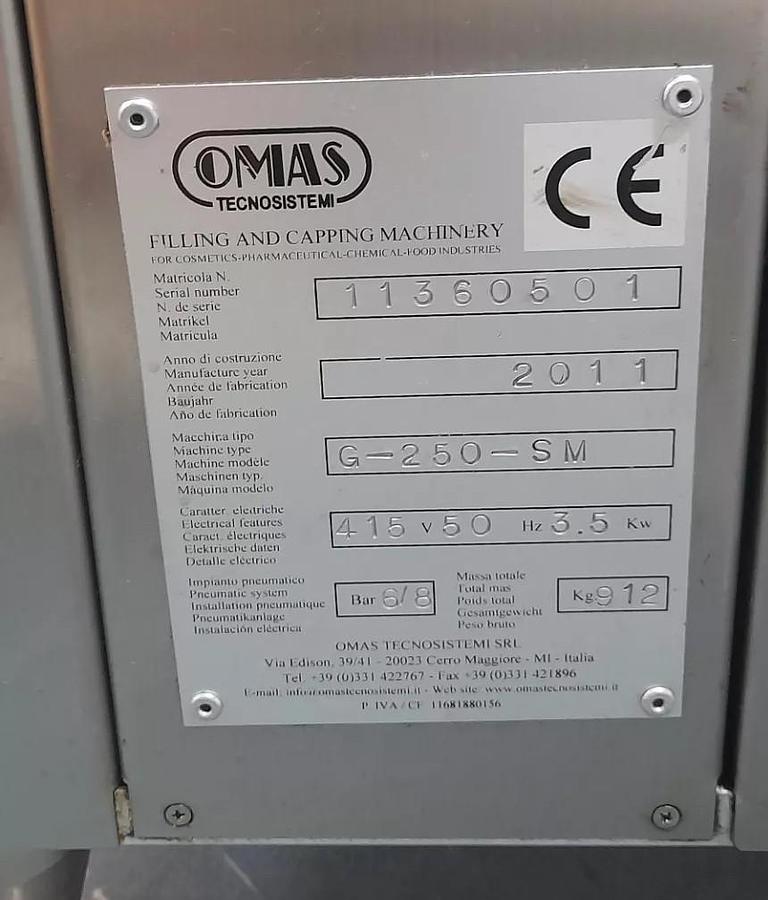 OMAS
TECNOSISTEMI
CE
FILLING AND CAPPING MACHINERY
FOR COSMETICS-PHARMACEUTICAL-CHEMICAL-FOOD INDUSTRIES
Matricola N.
Serial number
N. de serie
Matrikel
Matricula
11360501
Anno di costruzione
Manufacture year
Année de fabrication
Baujahr
Año de fabrication
2011
Macchina tipo
Machine type
Machine modèle
Maschinen typ.
Máquina modelo
G-250-SM
Caratter. elettriche
Electrical features
Caract. électriques
Elektrische daten
Detalle eléctrico
415 v 50 Hz 3.5 Kw
Impianto pneumatico
Pneumatic system
Installation pneumatique
Pneumatikanlage
Instalación eléctrica
Bar 6/8
Massa totale
Total mas
Poids total
Gesamtgewicht
Peso bruto
Kg 912
OMAS TECNOSISTEMI SRL
Via Edison, 39/41 - 20023 Cerro Maggiore - MI - Italia
Tel. +39 (0)331 422767 - Fax +39 (0)331 421896
E-mail: info@omastecnosistemi.it - Web site: www.omastecnosistemi.it
P. IVA / CF 11681880156